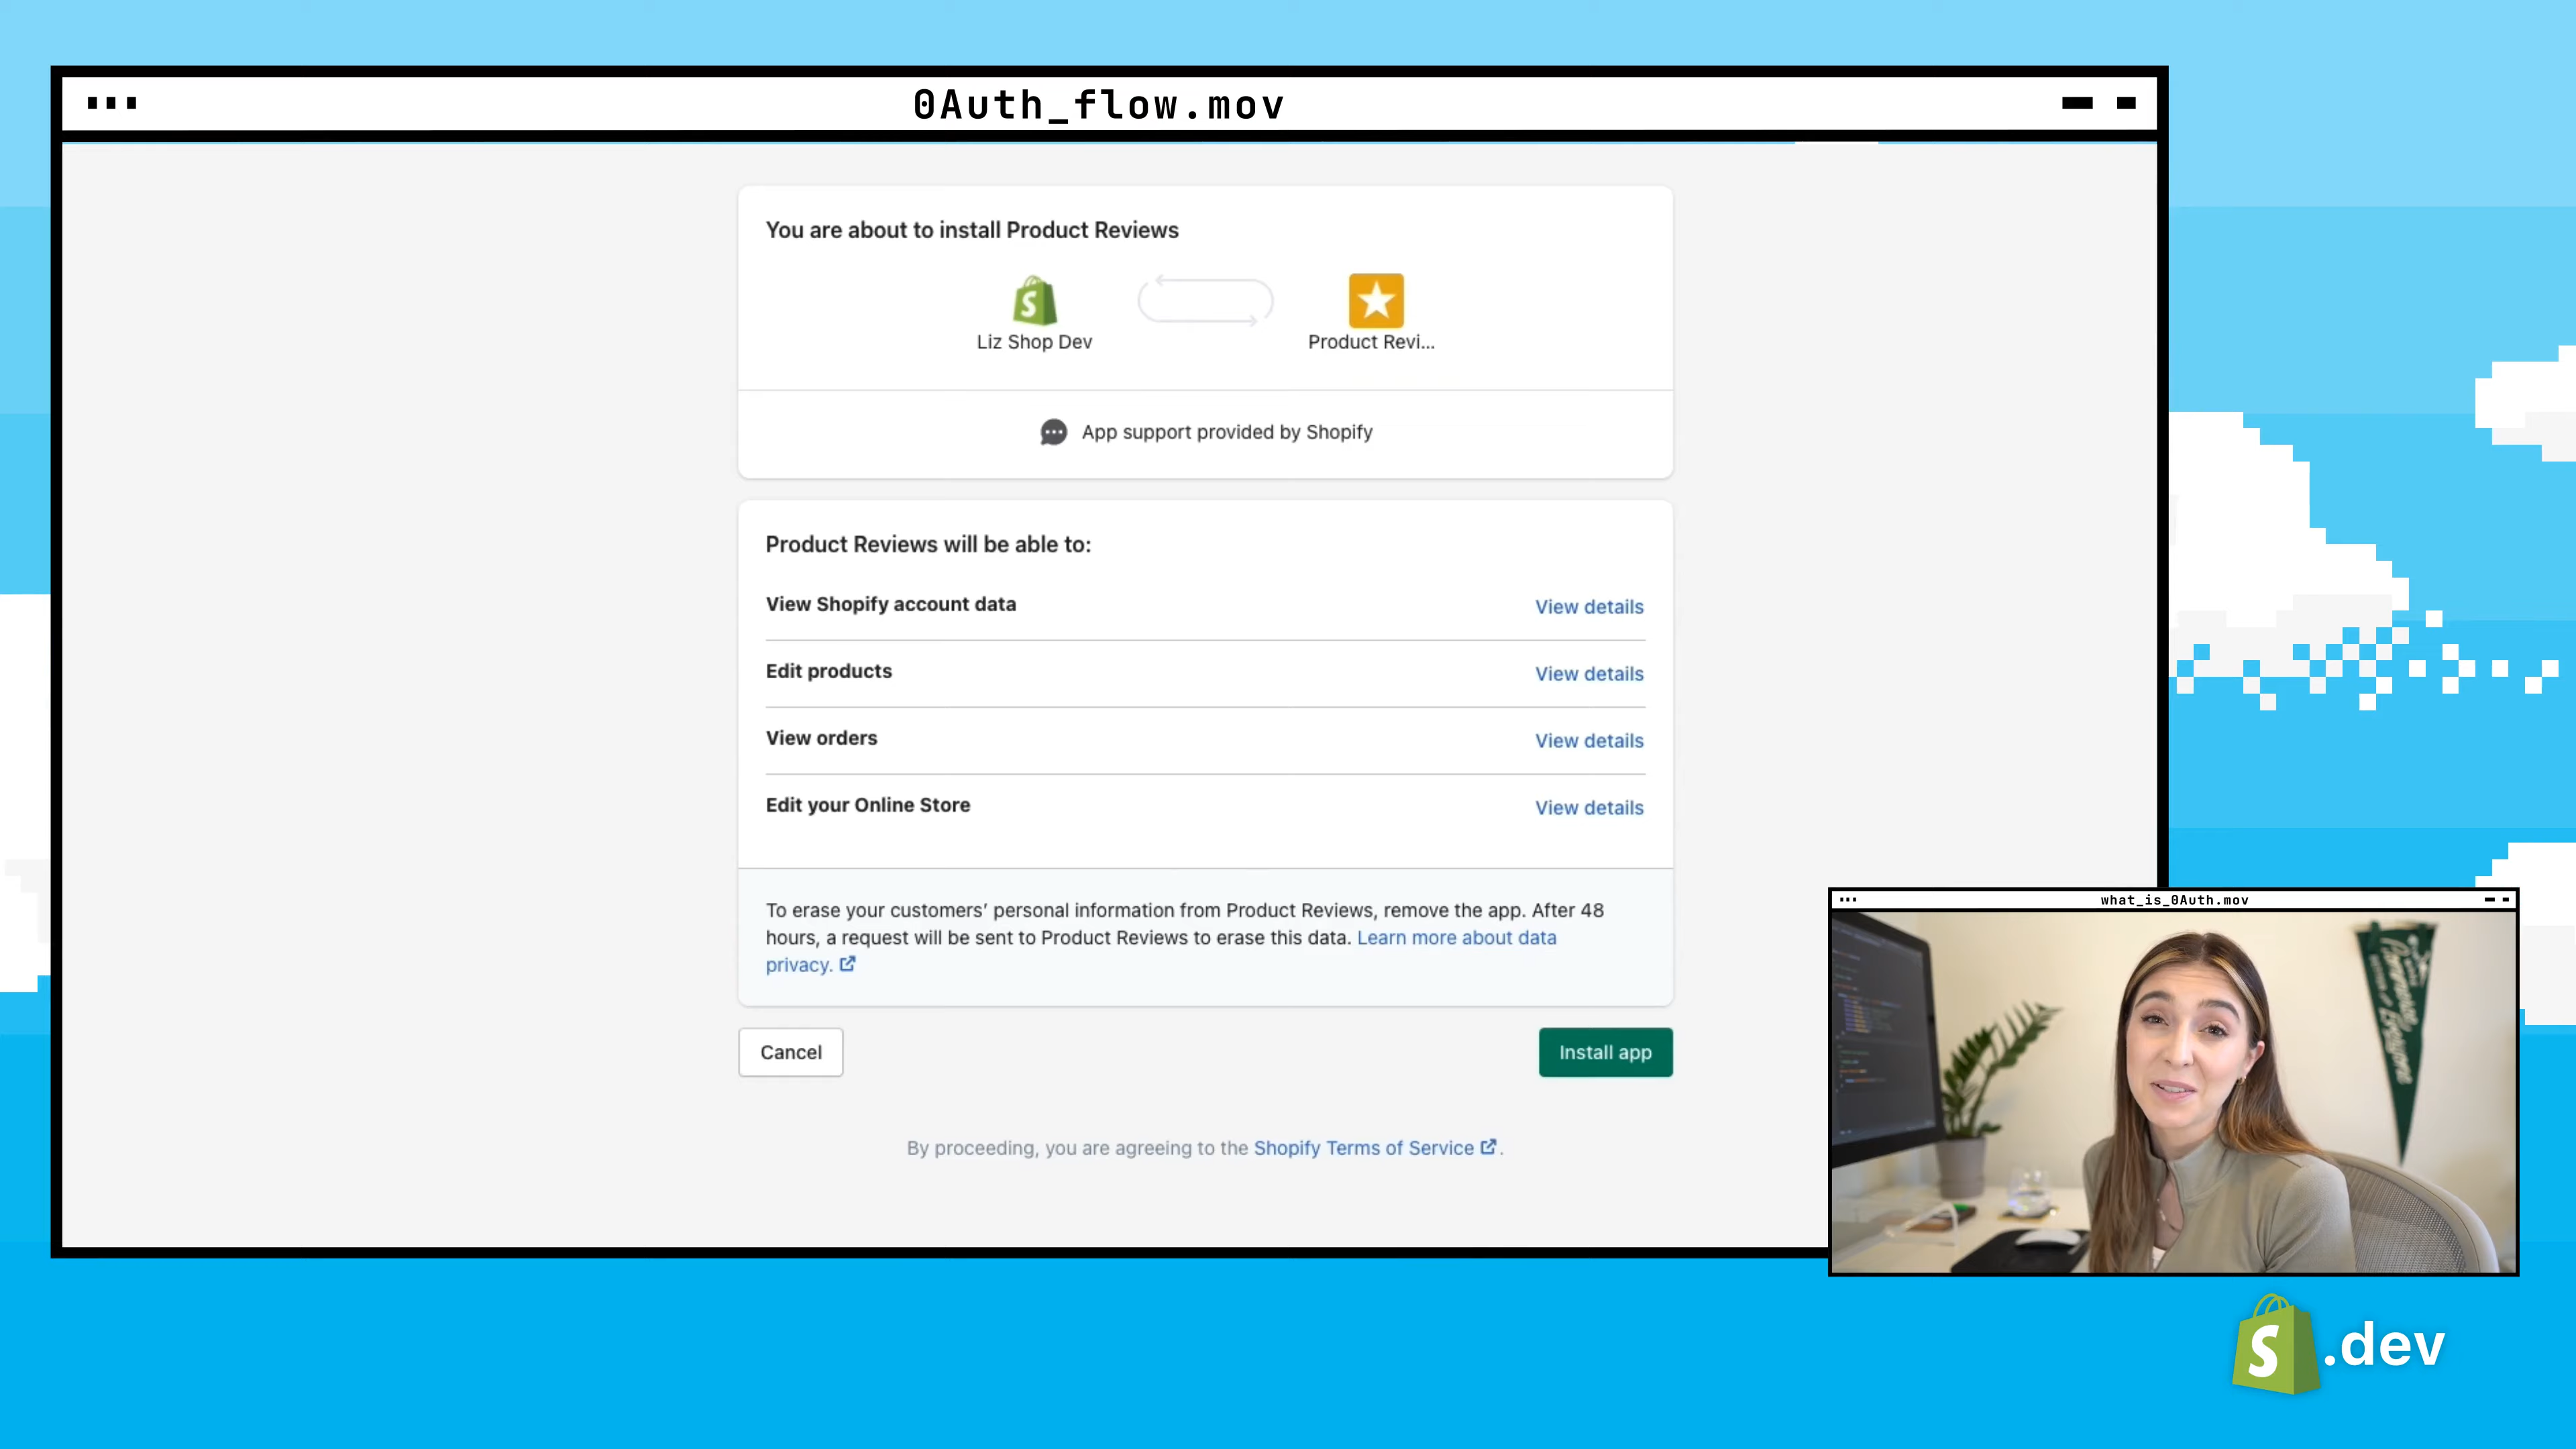 0Auth_flow.mov
You are about to install Product Reviews
Liz Shop Dev
Product Revi...
App support provided by Shopify
Product Reviews will be able to:
View Shopify account data
View details
Edit products
View details
View orders
View details
Edit your Online Store
View details
To erase your customers’ personal information from Product Reviews, remove the app. After 48
hours, a request will be sent to Product Reviews to erase this data. Learn more about data
privacy.
Cancel
Install app
By proceeding, you are agreeing to the Shopify Terms of Service.
what_is_0Auth.mov
.dev